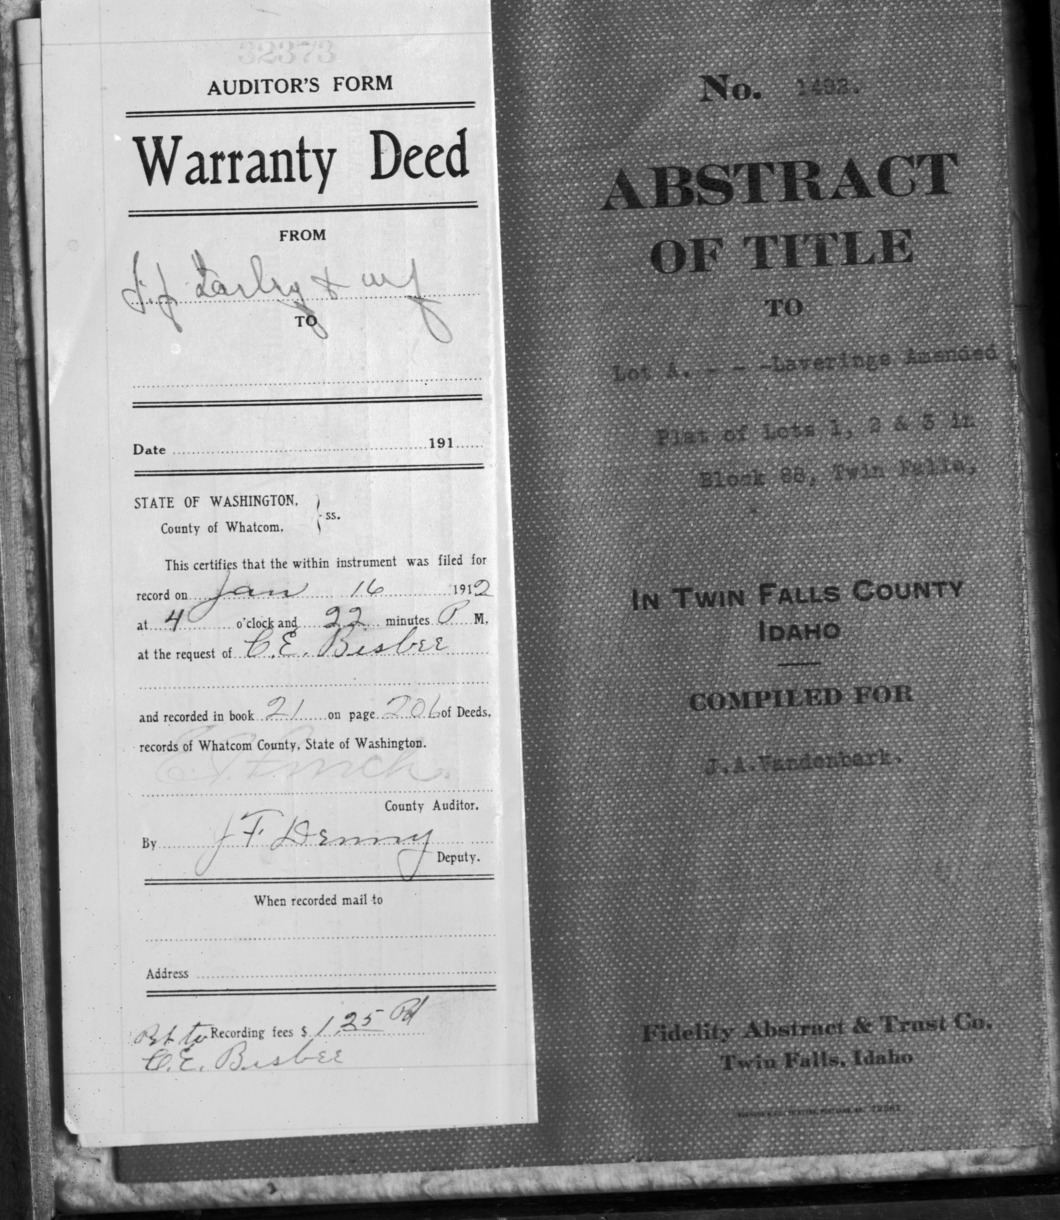 32373
AUDITOR'S FORM
Warranty Deed
FROM
J.J. & wf
TO
Date 191
STATE OF WASHINGTON,
County of Whatcom. } ss.
This certifies that the within instrument was filed for
record on Jan 16 1912
at 4 o'clock and 22 minutes P M.
at the request of C.E. Bisbee
and recorded in book 21 on page 206 of Deeds,
records of Whatcom County, State of Washington.
County Auditor.
By J F Denny
Deputy.
When recorded mail to
Address
Ret to Recording fees $ 1.25 Pd
C.E. Bisbee
No. 1492.
ABSTRACT
OF TITLE
TO
Lot A. - - -Laverings Amended
Plat of Lots 1, 2 & 3 in
Block 88, Twin Falls,
IN TWIN FALLS COUNTY
IDAHO
COMPILED FOR
J.A.Vandenbark.
Fidelity Abstract & Trust Co.
Twin Falls, Idaho